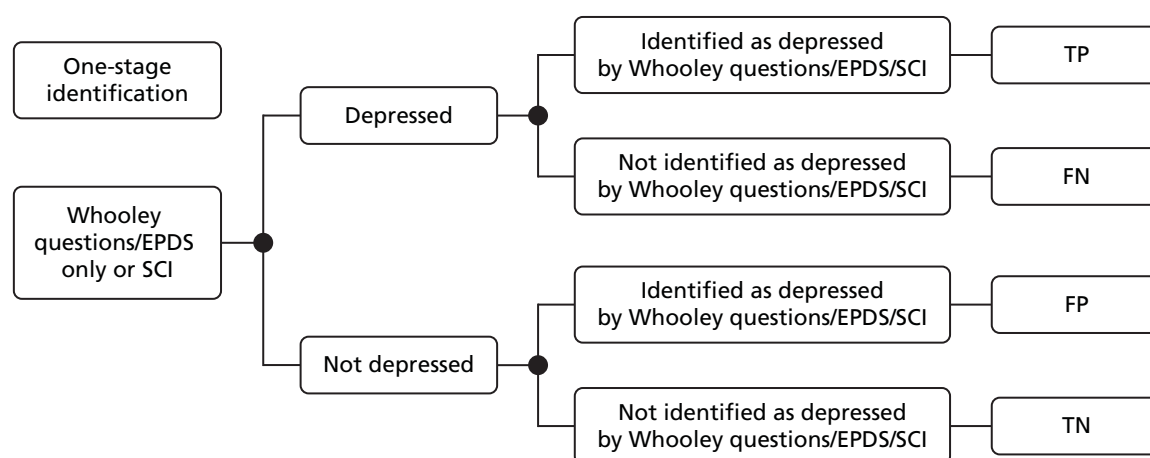 One-stage
identification
Whooley
questions/EPDS
only or SCI
Depressed
Identified as depressed
by Whooley questions/EPDS/SCI
TP
Not identified as depressed
by Whooley questions/EPDS/SCI
FN
Not depressed
Identified as depressed
by Whooley questions/EPDS/SCI
FP
Not identified as depressed
by Whooley questions/EPDS/SCI
TN